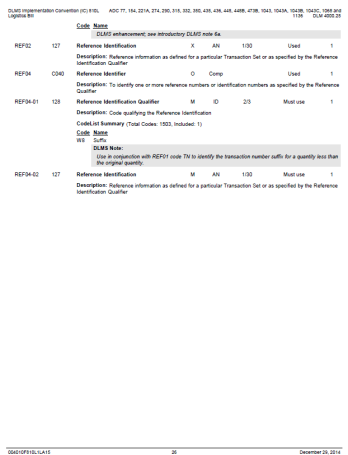 DLMS Implementation Convention (IC) 810L ADC 77, 184, 221A, 274, 290, 318, 332, 350, 435, 436, 445, 448B, 473B, 1043, 1043A, 1043B, 1043C, 1068 and
Logistics Bill 1136 DLM 4000.25
Code Name
DLMS enhancement; see introductory DLMS note 6a.
REF02 127 Reference Identification X AN 1/30 Used 1
Description: Reference information as defined for a particular Transaction Set or as specified by the Reference
Identification Qualifier
REF04 C040 Reference Identifier O Comp Used 1
Description: To identify one or more reference numbers or identification numbers as specified by the Reference
Qualifier
REF04-01 128 Reference Identification Qualifier M ID 2/3 Must use 1
Description: Code qualifying the Reference Identification
CodeList Summary (Total Codes: 1503, Included: 1)
Code Name
W8 Suffix
DLMS Note:
Use in conjunction with REF01 code TN to identify the transaction number suffix for a quantity less than
the original quantity.
REF04-02 127 Reference Identification M AN 1/30 Must use 1
Description: Reference information as defined for a particular Transaction Set or as specified by the Reference
Identification Qualifier
26 December 29, 2014